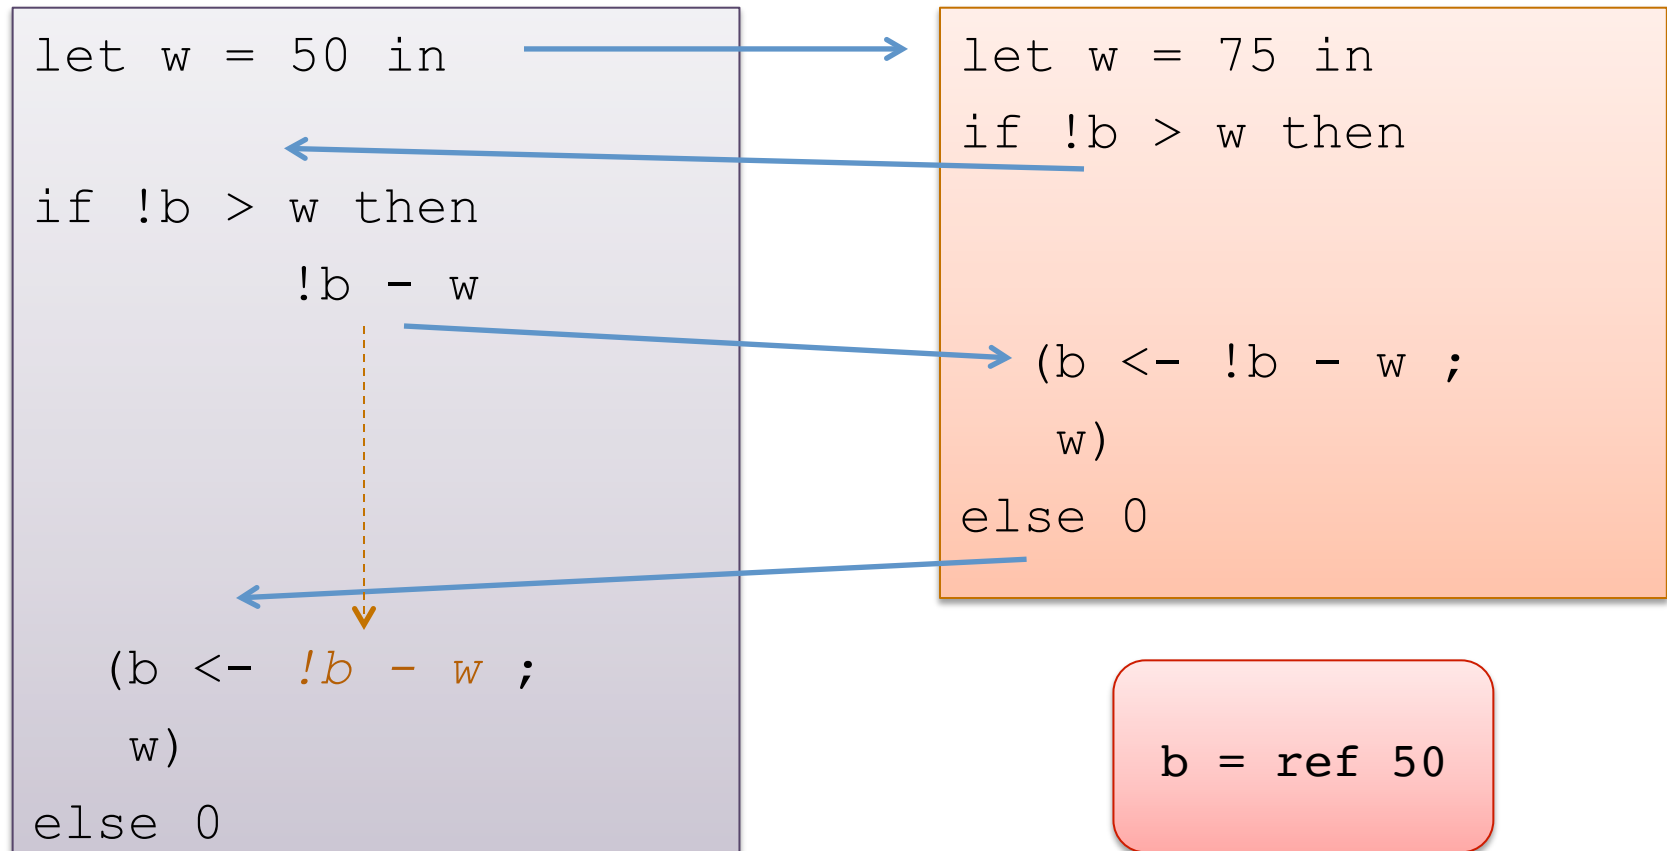 let w = 50 in
if !b > w then
!b - w
(b <- !b - w ;
w)
else 0
let w = 75 in
if !b > w then
(b <- !b - w ;
w)
else 0
b = ref 50